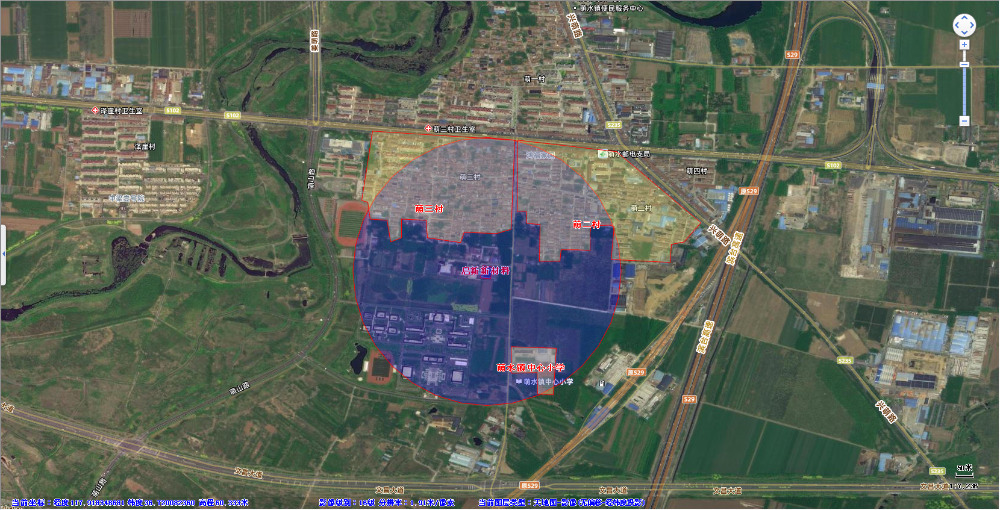 萌水镇便民服务中心
兴萌路
姜萌路
S29
萌一村
泽崖村卫生室
S102
S102
S235
萌三村卫生室
泽崖村
鸿福家园
萌水邮电支局
S102
萌四村
萌山路
萌三村
原S29
中梁壹号院
萌三村
萌二村
萌二村
兴萌路
滨台高速
启新新材料
滨台高速
S235
萌水镇中心小学
原S29
萌水镇中心小学
萌山路
S29
兴萌路
大道
文昌大道
50米
S235
萌山路
文昌大道
原S29
文昌大道
文昌大道
文昌大道
1:7,236
当前坐标：经度117.918348681 纬度36.720082360 高程60.333米
影像级别：16级 分辨率：1.91米/像素
当前图层类型：天地图-影像(无偏移-经纬度投影)